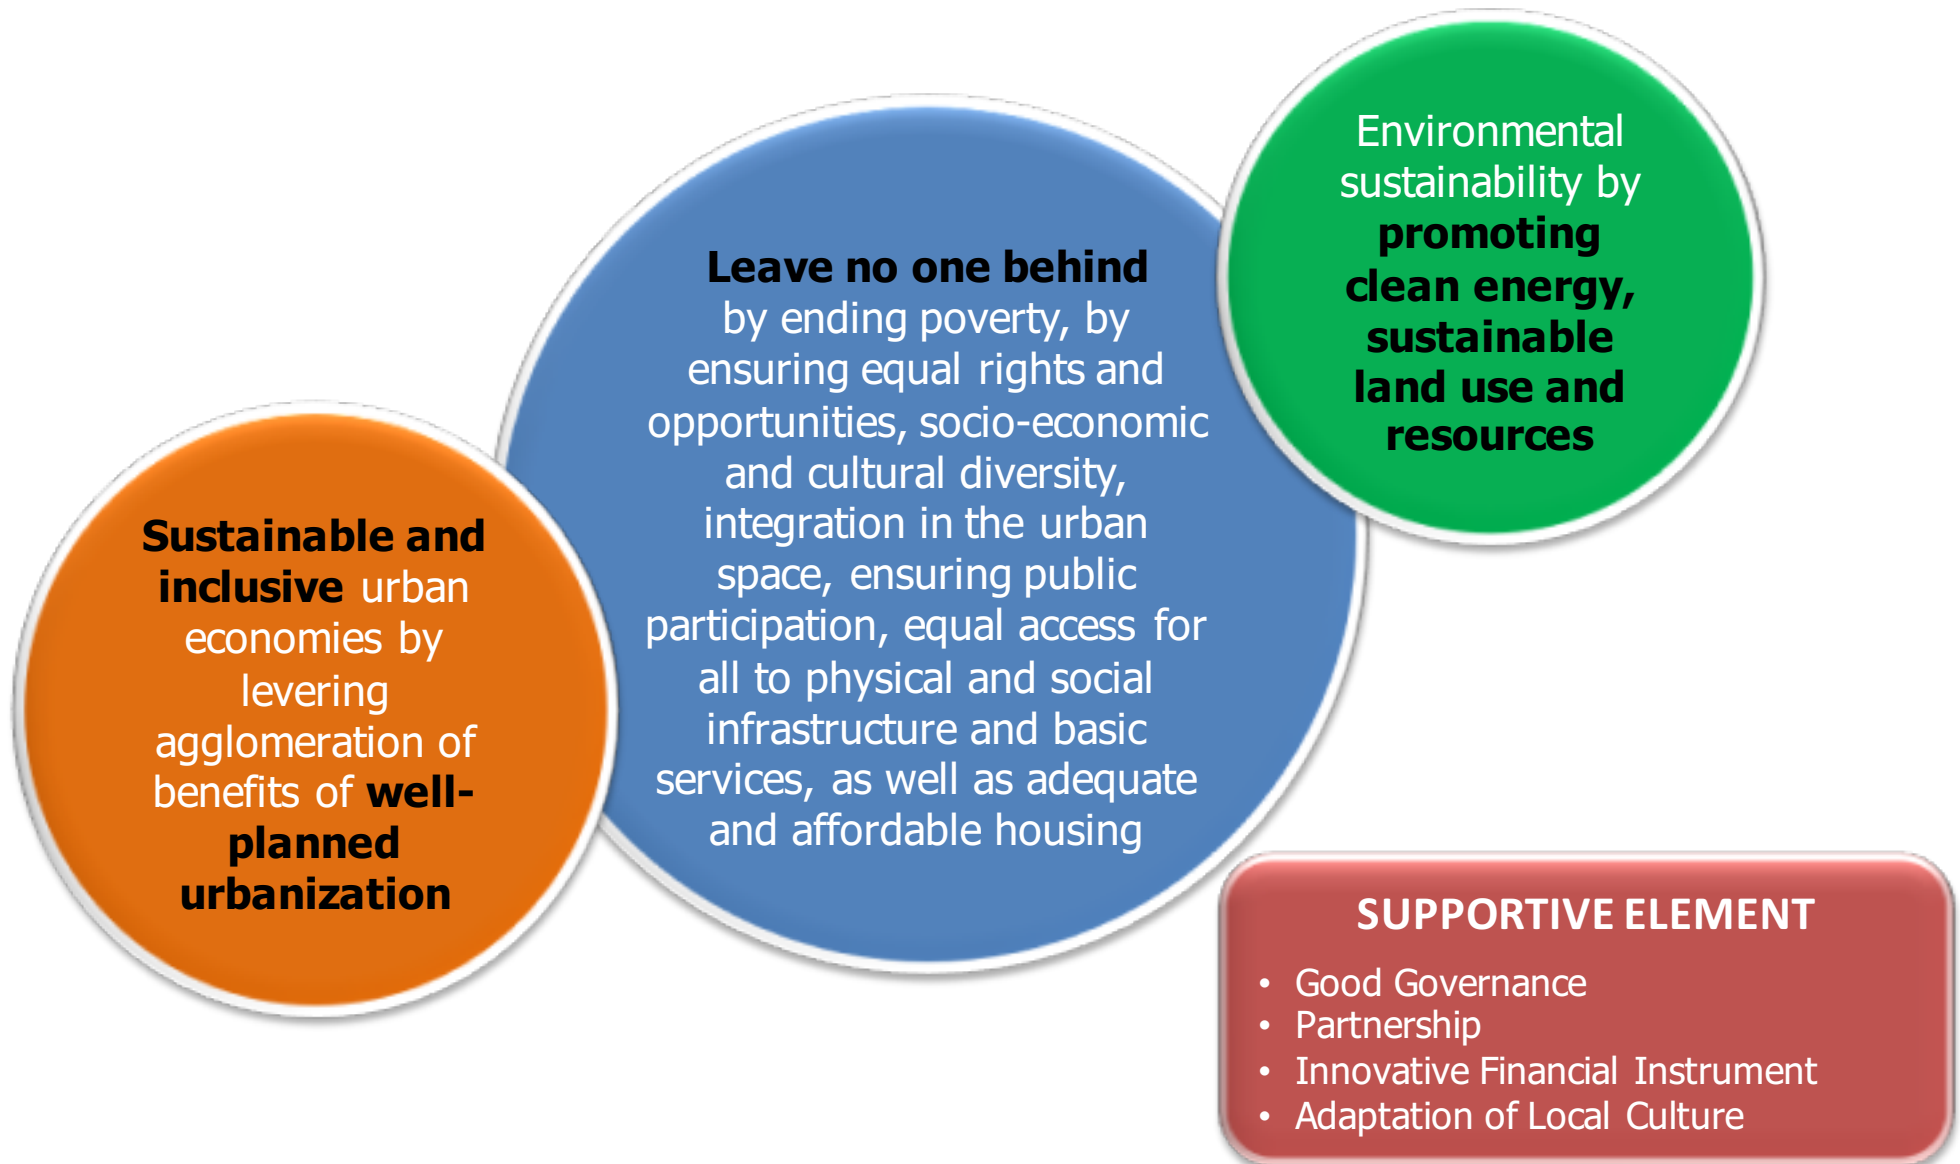 Sustainable and
inclusive urban
economies by
levering
agglomeration of
benefits of well-
planned
urbanization
Leave no one behind
by ending poverty, by
ensuring equal rights and
opportunities, socio-economic
and cultural diversity,
integration in the urban
space, ensuring public
participation, equal access for
all to physical and social
infrastructure and basic
services, as well as adequate
and affordable housing
Environmental
sustainability by
promoting
clean energy,
sustainable
land use and
resources
SUPPORTIVE ELEMENT
• Good Governance
• Partnership
• Innovative Financial Instrument
• Adaptation of Local Culture